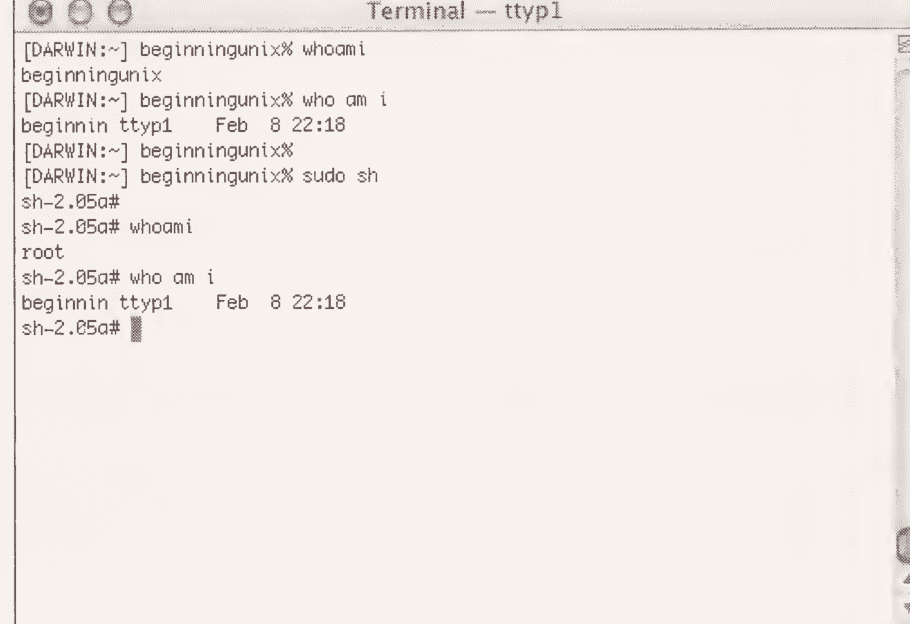 Terminal — ttyp1
[DARWIN:~] beginningunix% whoami
beginningunix
[DARWIN:~] beginningunix% who am i
beginnin ttyp1    Feb  8 22:18
[DARWIN:~] beginningunix%
[DARWIN:~] beginningunix% sudo sh
sh-2.05a#
sh-2.05a# whoami
root
sh-2.05a# who am i
beginnin ttyp1    Feb  8 22:18
sh-2.05a#